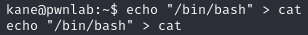 kane@pwnlab:~$ echo "/bin/bash" > cat
echo "/bin/bash" > cat